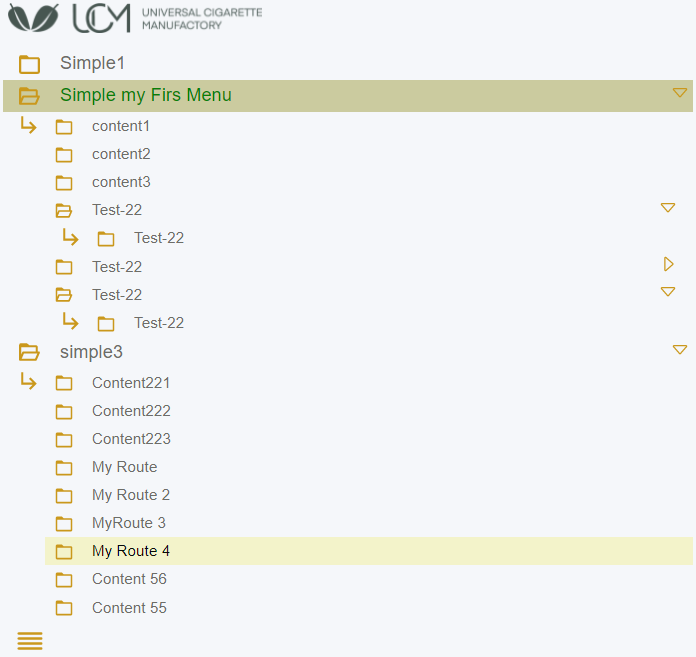 UCM UNIVERSAL CIGARETTE
MANUFACTORY
Simple1
Simple my Firs Menu
content1
content2
content3
Test-22
Test-22
Test-22
Test-22
Test-22
simple3
Content221
Content222
Content223
My Route
My Route 2
MyRoute 3
My Route 4
Content 56
Content 55